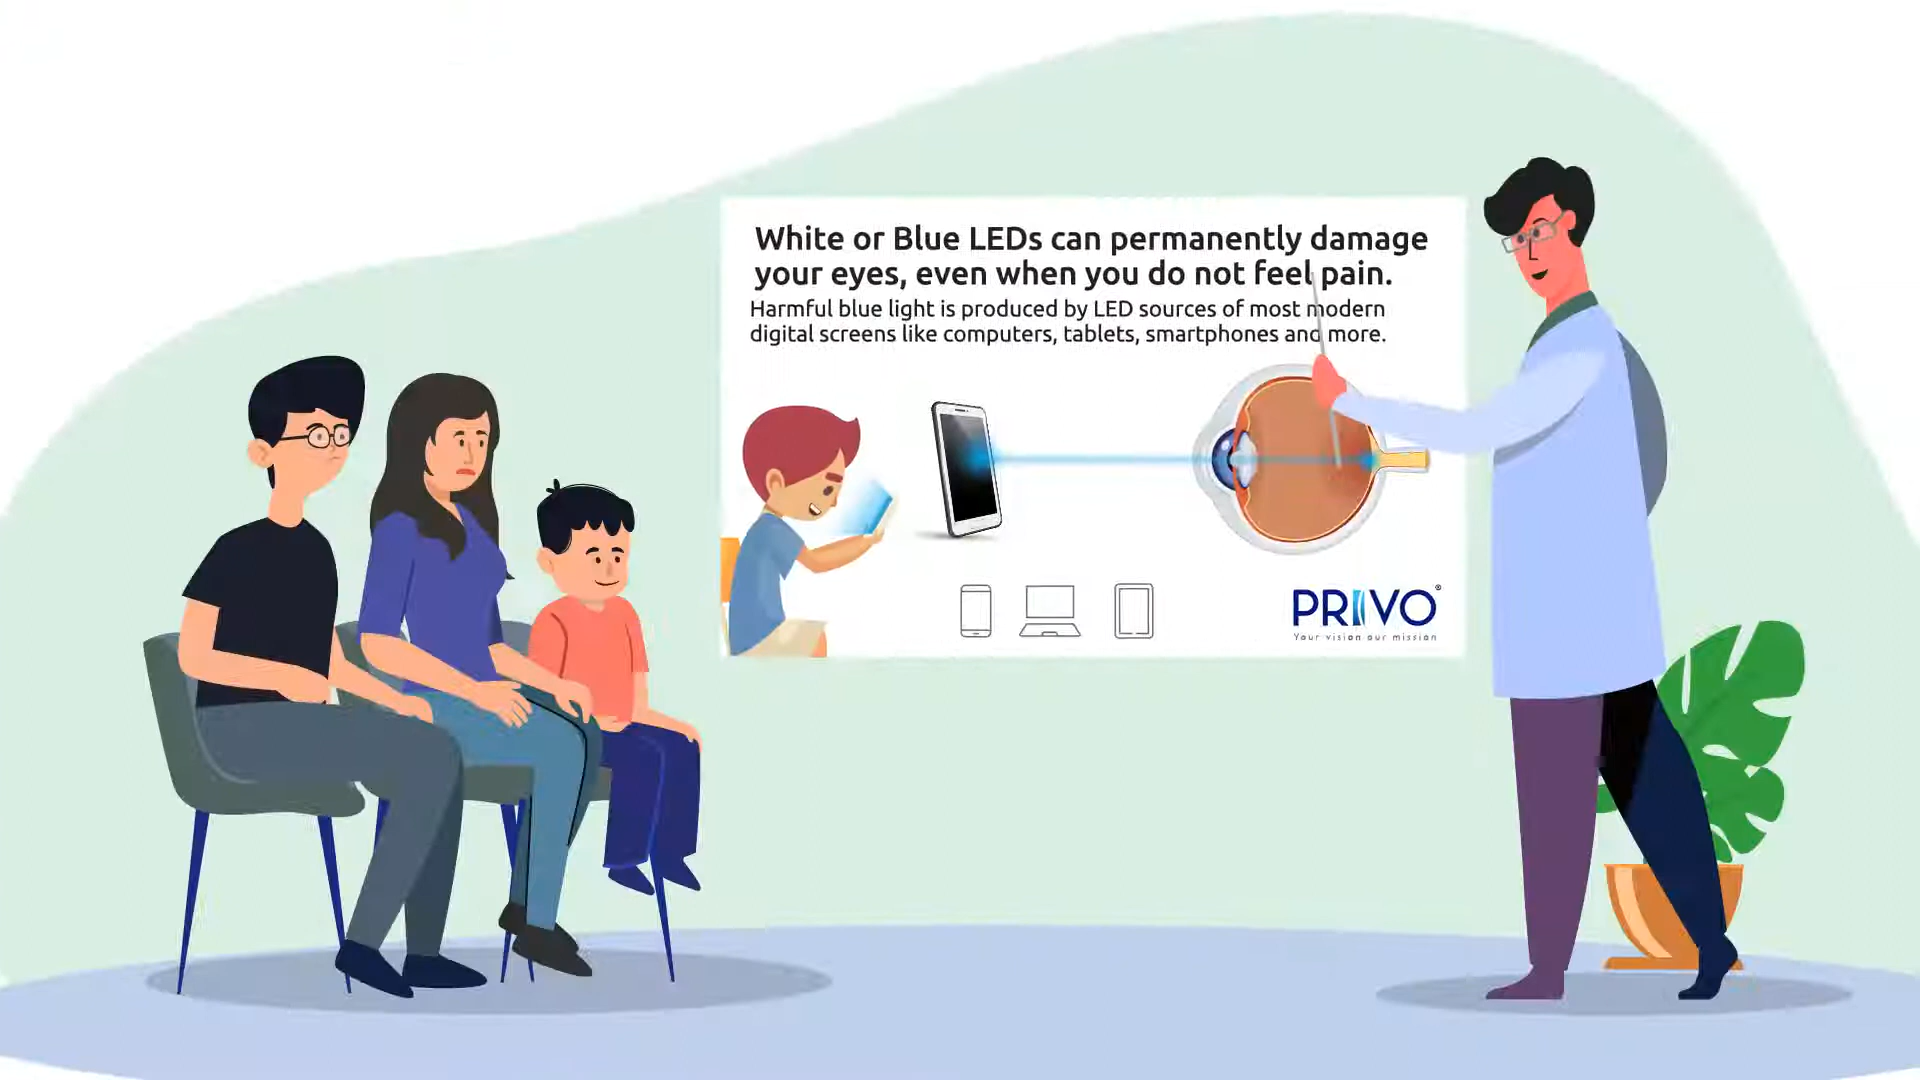 White or Blue LEDs can permanently damage
your eyes, even when you do not feel pain.
Harmful blue light is produced by LED sources of most modern
digital screens like computers, tablets, smartphones and more.
PRIVO®
Your vision our mission